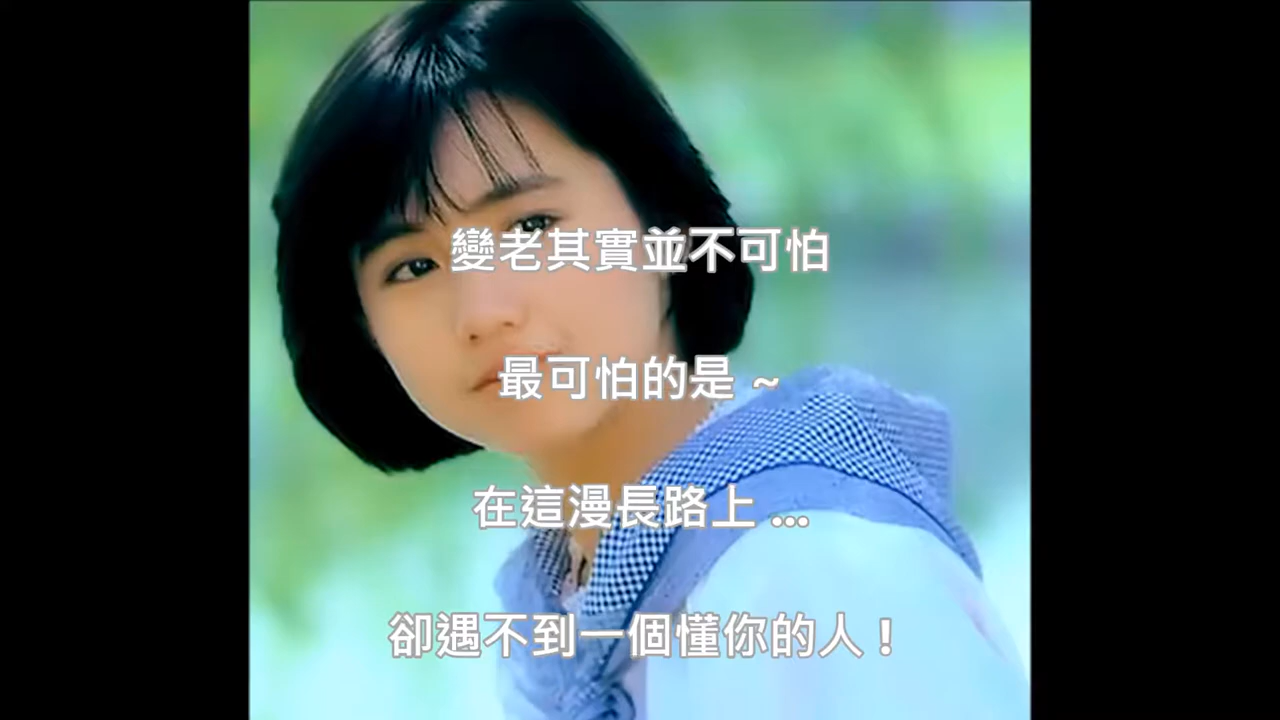 變老其實並不可怕
最可怕的是 ~
在這漫長路上 ...
卻遇不到一個懂你的人！